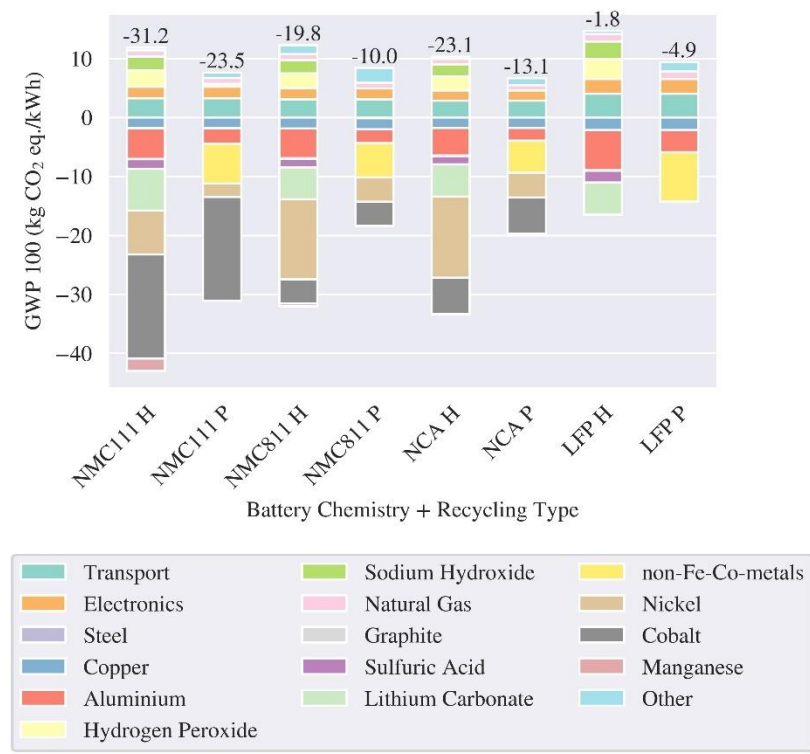 -31.2
-23.5
-19.8
-10.0
-23.1
-13.1
-1.8
-4.9
10
0
−10
−20
−30
−40
GWP 100 (kg CO₂ eq./kWh)
NMC111 H
NMC111 P
NMC811 H
NMC811 P
NCA H
NCA P
LFP H
LFP P
Battery Chemistry + Recycling Type
Transport
Electronics
Steel
Copper
Aluminium
Hydrogen Peroxide
Sodium Hydroxide
Natural Gas
Graphite
Sulfuric Acid
Lithium Carbonate
non-Fe-Co-metals
Nickel
Cobalt
Manganese
Other